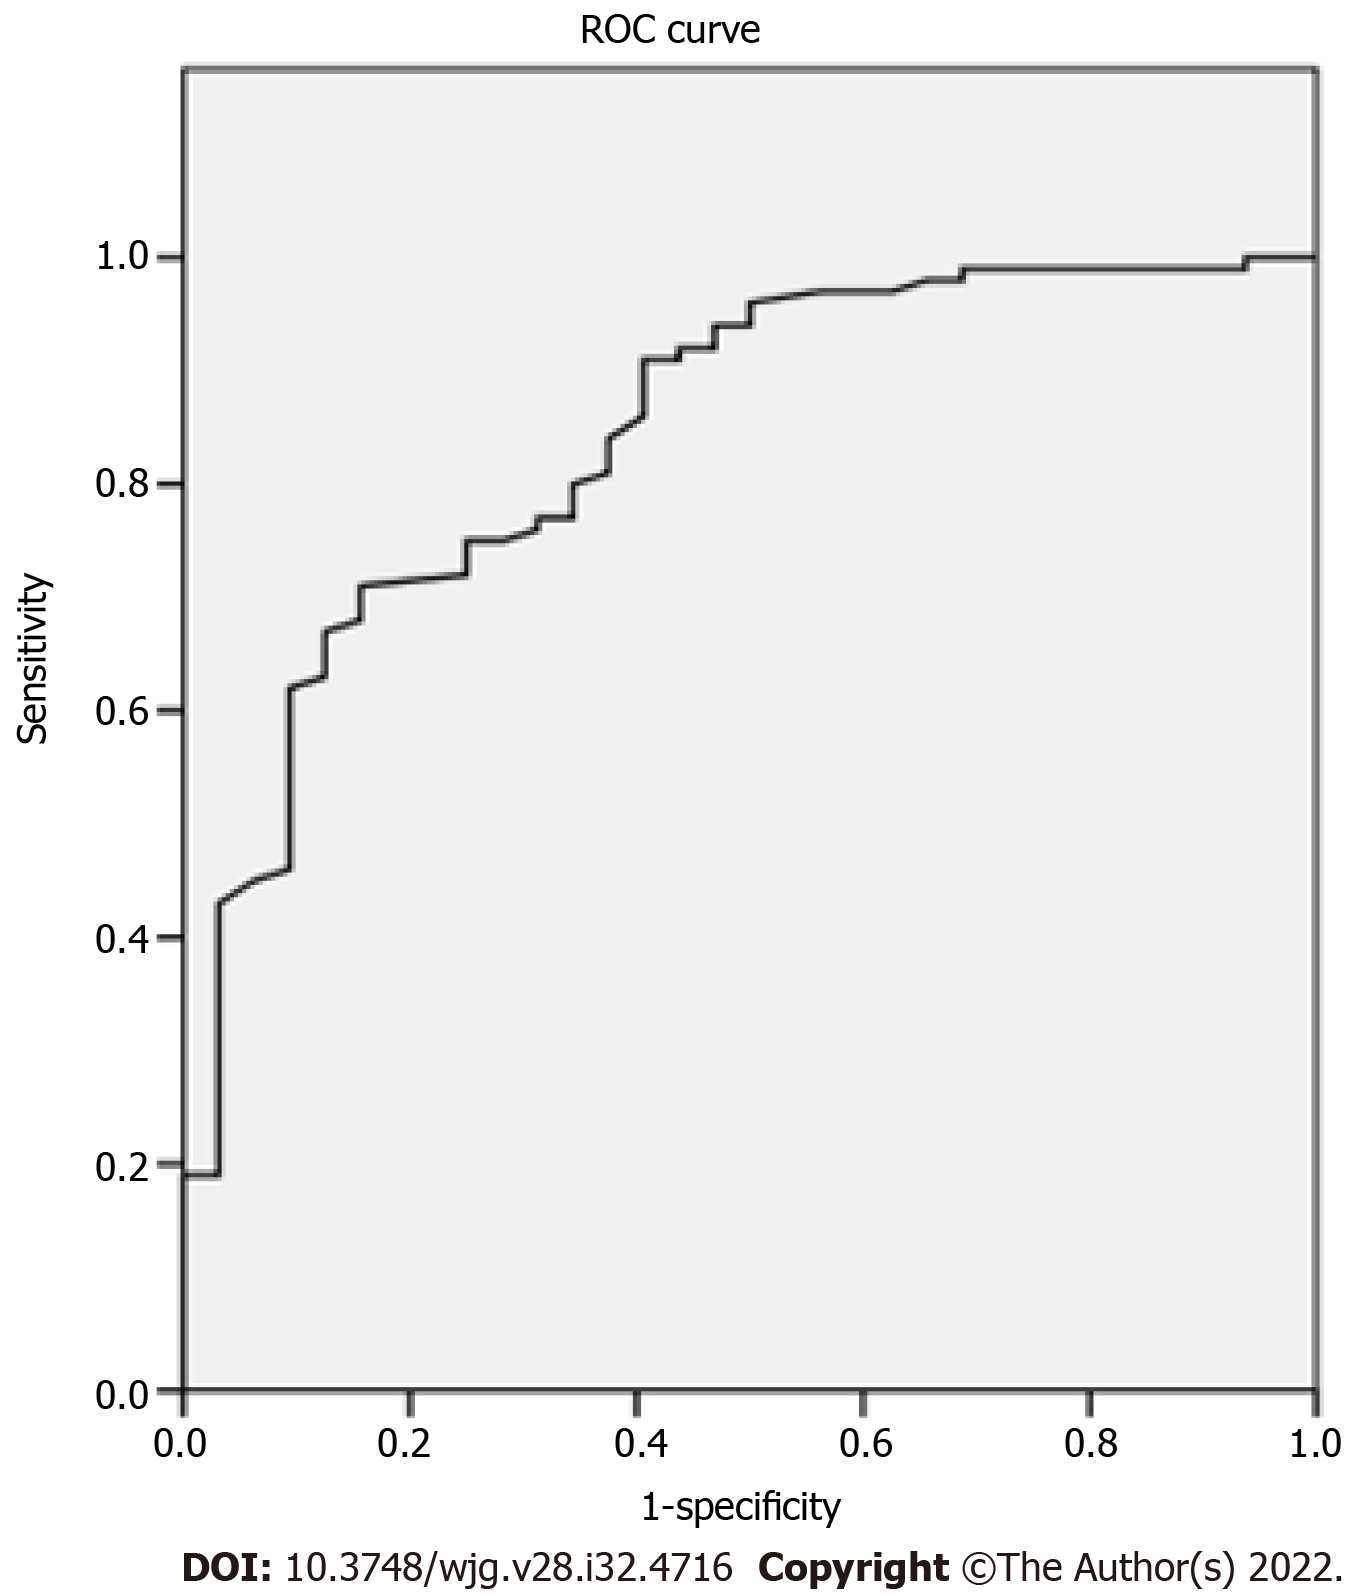 ROC curve
1.0
0.8
0.6
0.4
0.2
0.0
Sensitivity
0.0 0.2 0.4 0.6 0.8 1.0
1-specificity
DOI: 10.3748/wjg.v28.i32.4716 Copyright ©The Author(s) 2022.